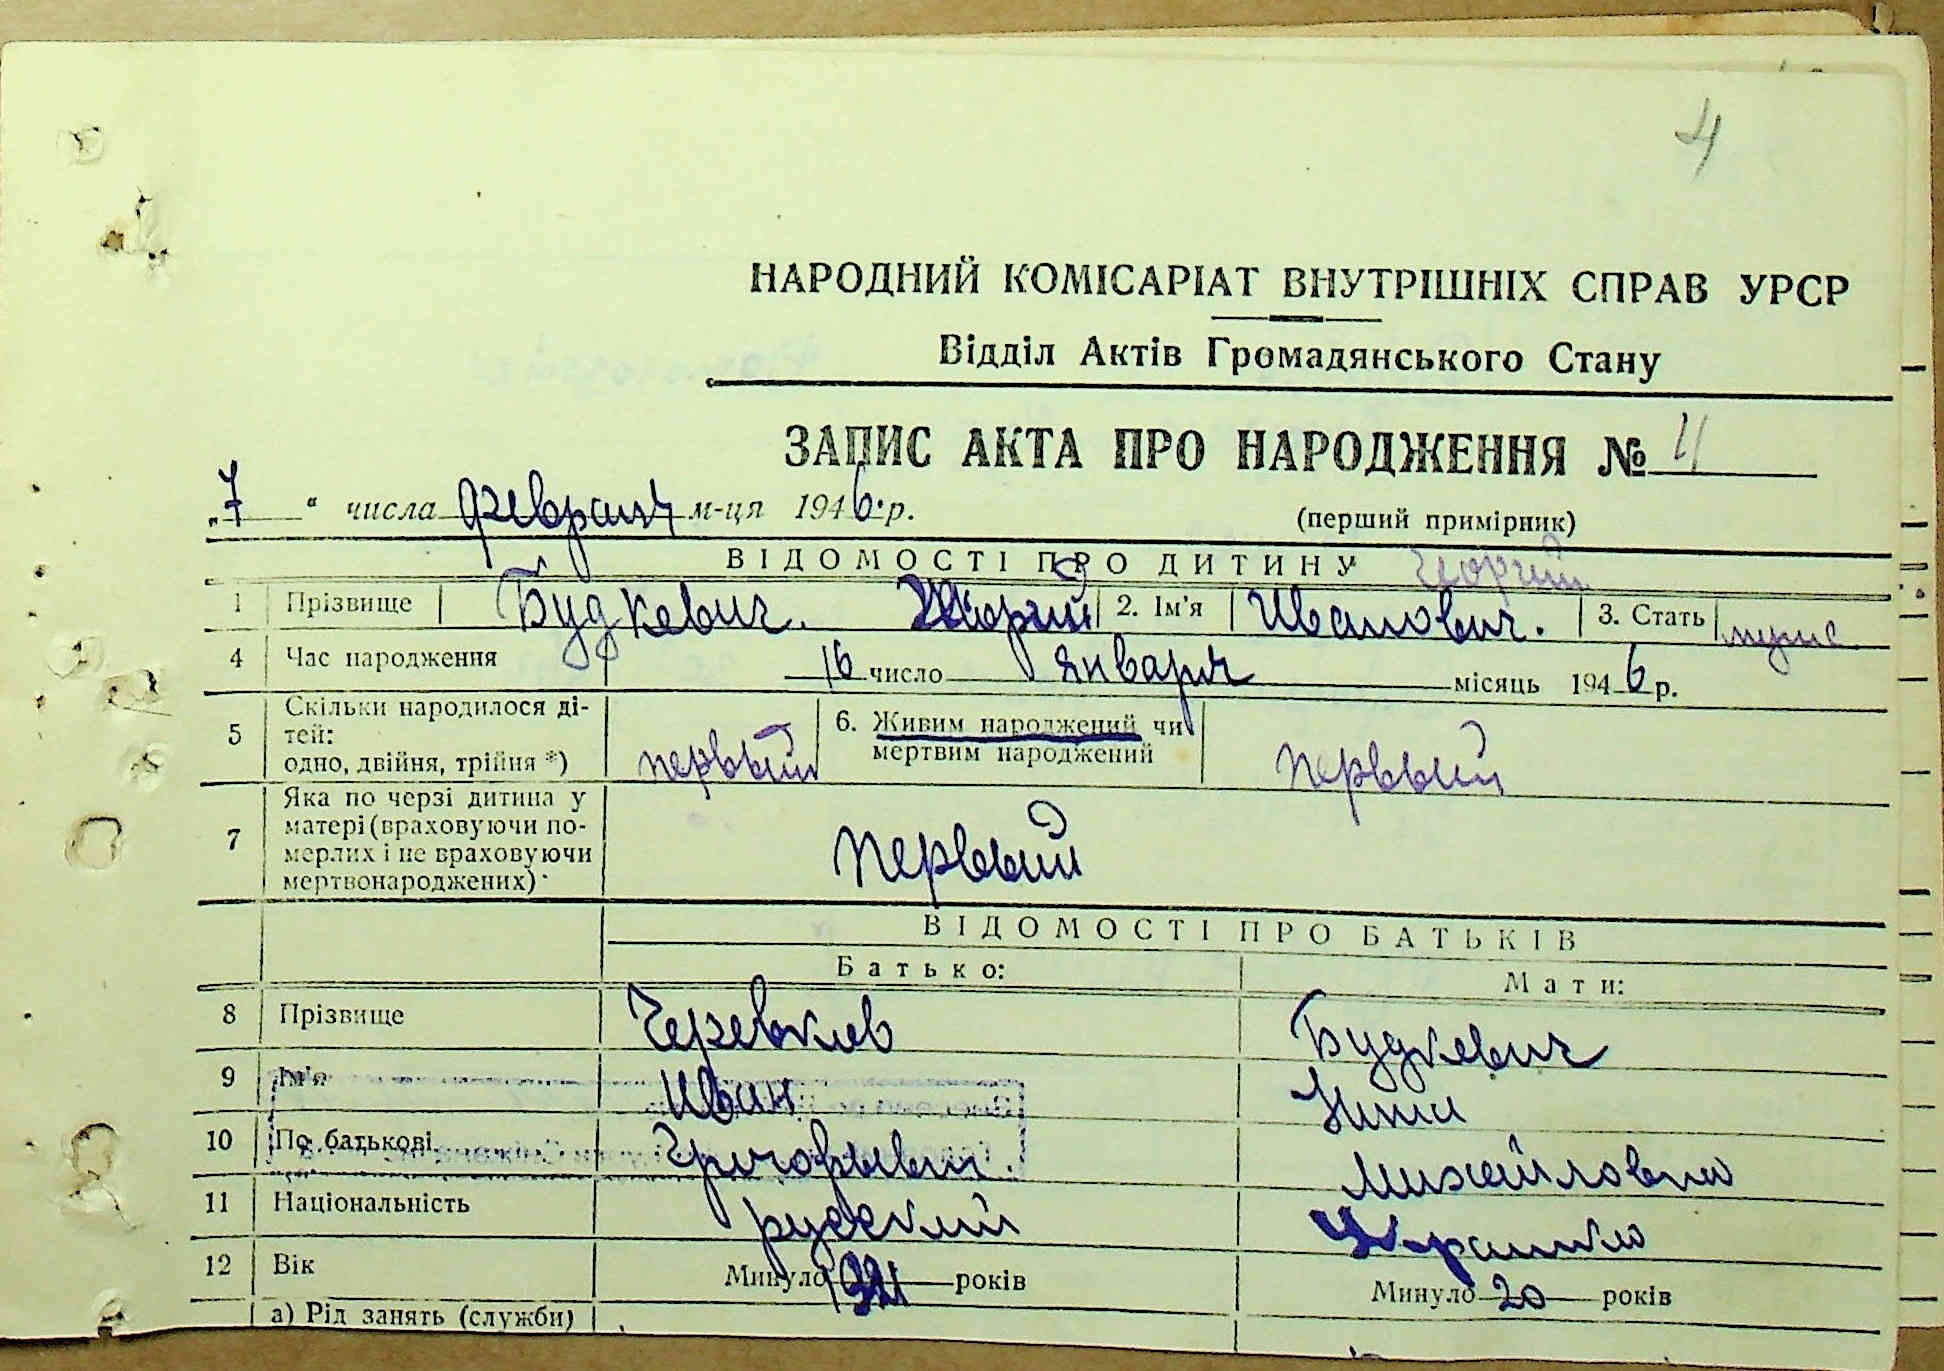 4
НАРОДНИЙ КОМІСАРІАТ ВНУТРІШНІХ СПРАВ УРСР
Відділ Актів Громадянського Стану
ЗАПИС АКТА ПРО НАРОДЖЕННЯ № 4
„7“ числа февраля м-ця 1946 р.
(перший примірник)
ВІДОМОСТІ ПРО ДИТИНУ Георгий
1 Прізвище Будкевич. 2. Ім'я Иванович. 3. Стать муж
4 Час народження 16 число января місяць 1946 р.
5 Скільки народилося ді-
тей:
одно, двійня, трійня *) первый
6. Живим народжений чи
мертвим народжений первый
7 Яка по черзі дитина у
матері (враховуючи по-
мерлих і не враховуючи
мертвонароджених) первый
ВІДОМОСТІ ПРО БАТЬКІВ
Батько: Мати:
8 Прізвище Будкевич
9 Ім'я Иван Нина
10 По батькові Григорьевич Михайловна
11 Національність русский Украинка
12 Вік Минуло років Минуло 20 років
а) Рід занять (служби)